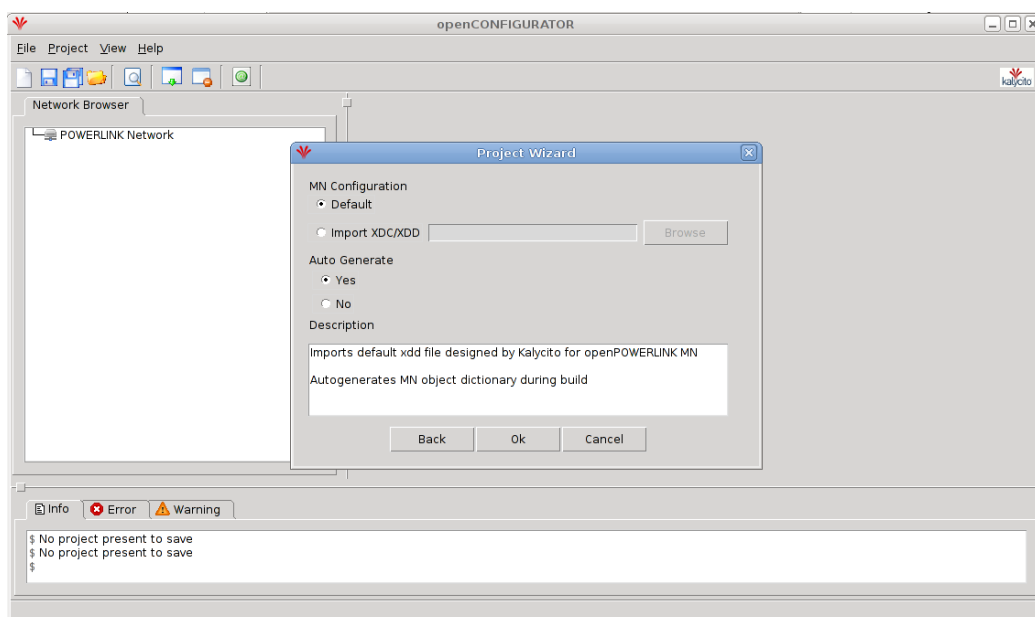 openCONFIGURATOR
File Project View Help
kalycito
Network Browser
POWERLINK Network
Project Wizard
MN Configuration
Default
Import XDC/XDD Browse
Auto Generate
Yes
No
Description
Imports default xdd file designed by Kalycito for openPOWERLINK MN
Autogenerates MN object dictionary during build
Back Ok Cancel
Info Error Warning
$ No project present to save
$ No project present to save
$